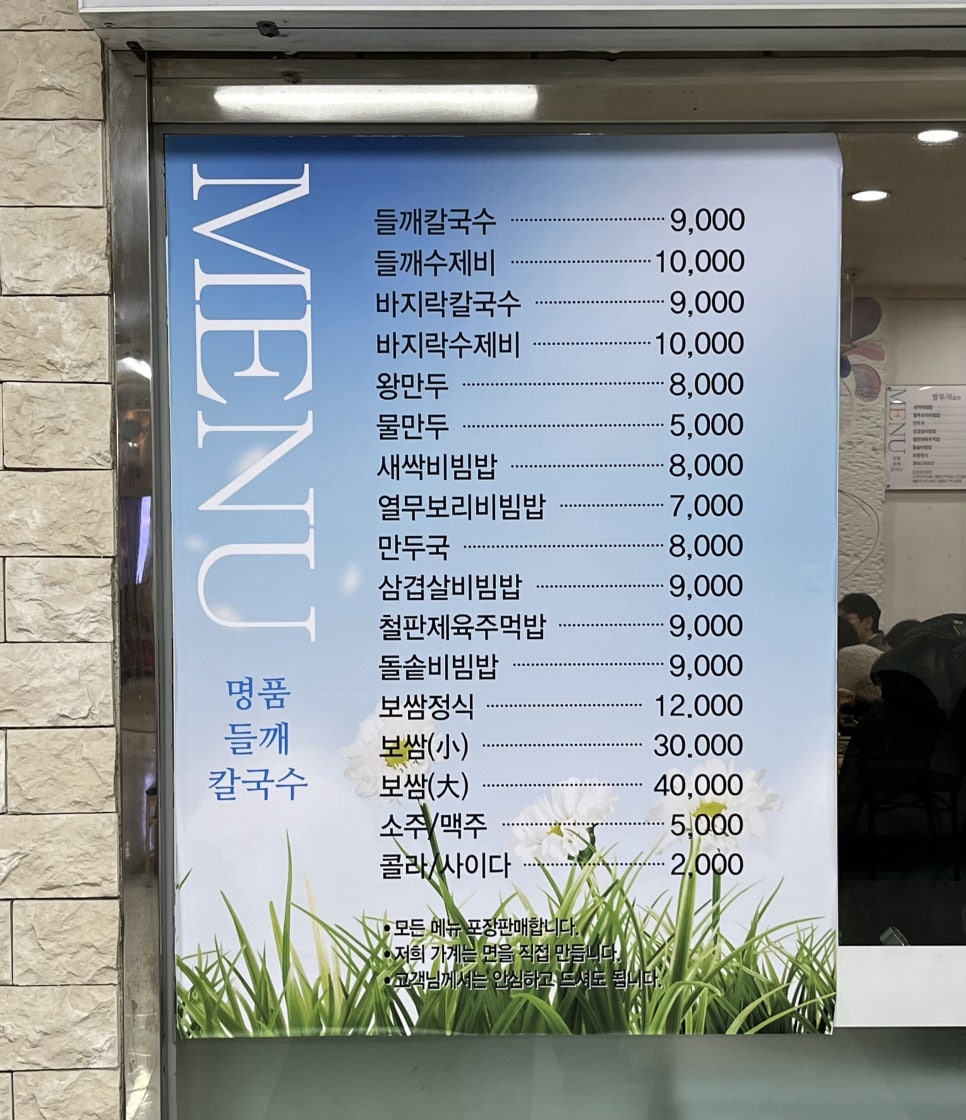 MENU
명품
들깨
칼국수
들깨칼국수 9,000
들깨수제비 10,000
바지락칼국수 9,000
바지락수제비 10,000
왕만두 8,000
물만두 5,000
새싹비빔밥 8,000
열무보리비빔밥 7,000
만두국 8,000
삼겹살비빔밥 9,000
철판제육주먹밥 9,000
돌솥비빔밥 9,000
보쌈정식 12.000
보쌈(小) 30.000
보쌈(大) 40,000
소주/맥주 5,000
콜라/사이다 2,000
•모든 메뉴 포장판매합니다.
•저희 가게는 면을 직접 만듭니다.
•고객님께서는 안심하고 드셔도 됩니다.
MENU
밥류/Rice